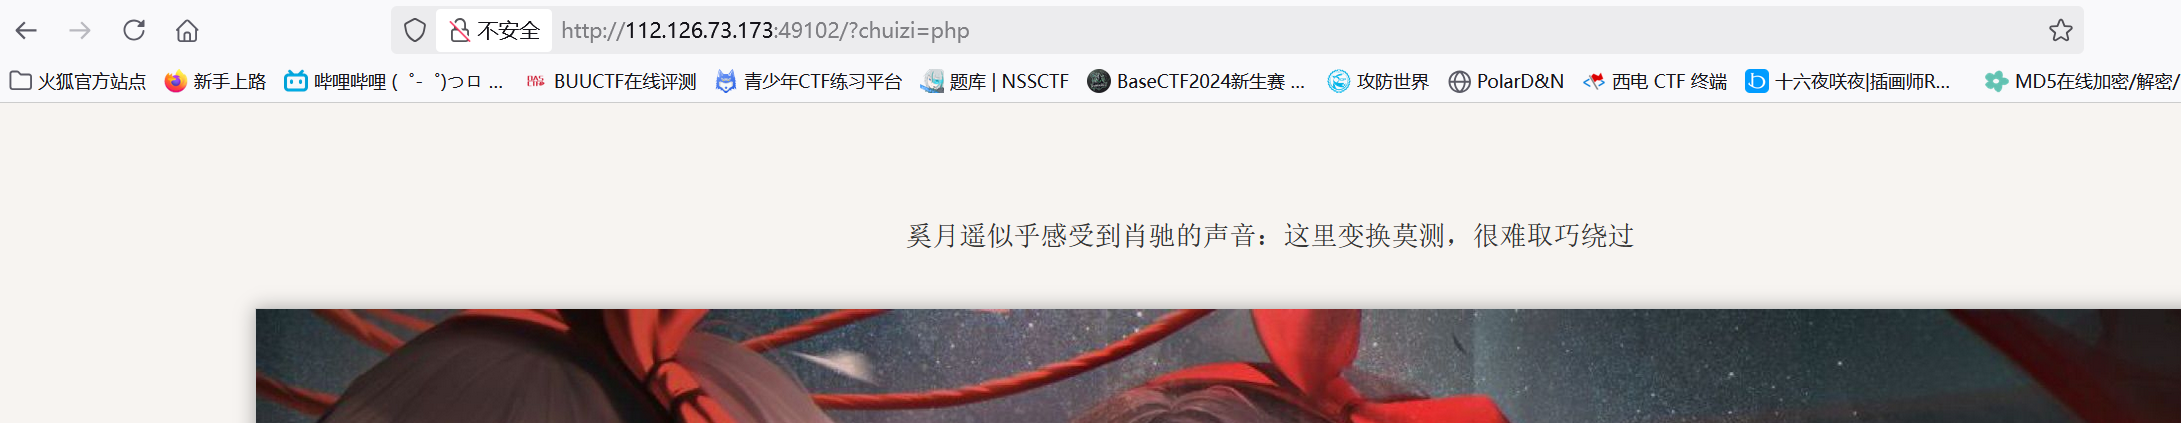 不安全 http://112.126.73.173:49102/?chuizi=php
火狐官方站点 新手上路 哔哩哔哩 ( ゜- ゜)つロ ... BUUCTF在线评测 青少年CTF练习平台 题库 | NSSCTF BaseCTF2024新生赛 ... 攻防世界 PolarD&N 西电 CTF 终端 十六夜咲夜|插画师R... MD5在线加密/解密/
奚月遥似乎感受到肖驰的声音：这里变换莫测，很难取巧绕过